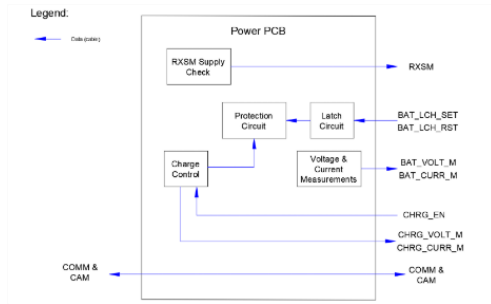 Legend:
Data (cable)
Power PCB
RXSM Supply
Check
RXSM
Protection
Circuit
Latch
Circuit
BAT_LCH_SET
BAT_LCH_RST
Charge
Control
Voltage &
Current
Measurements
BAT_VOLT_M
BAT_CURR_M
CHRG_EN
CHRG_VOLT_M
CHRG_CURR_M
COMM &
CAM
COMM &
CAM